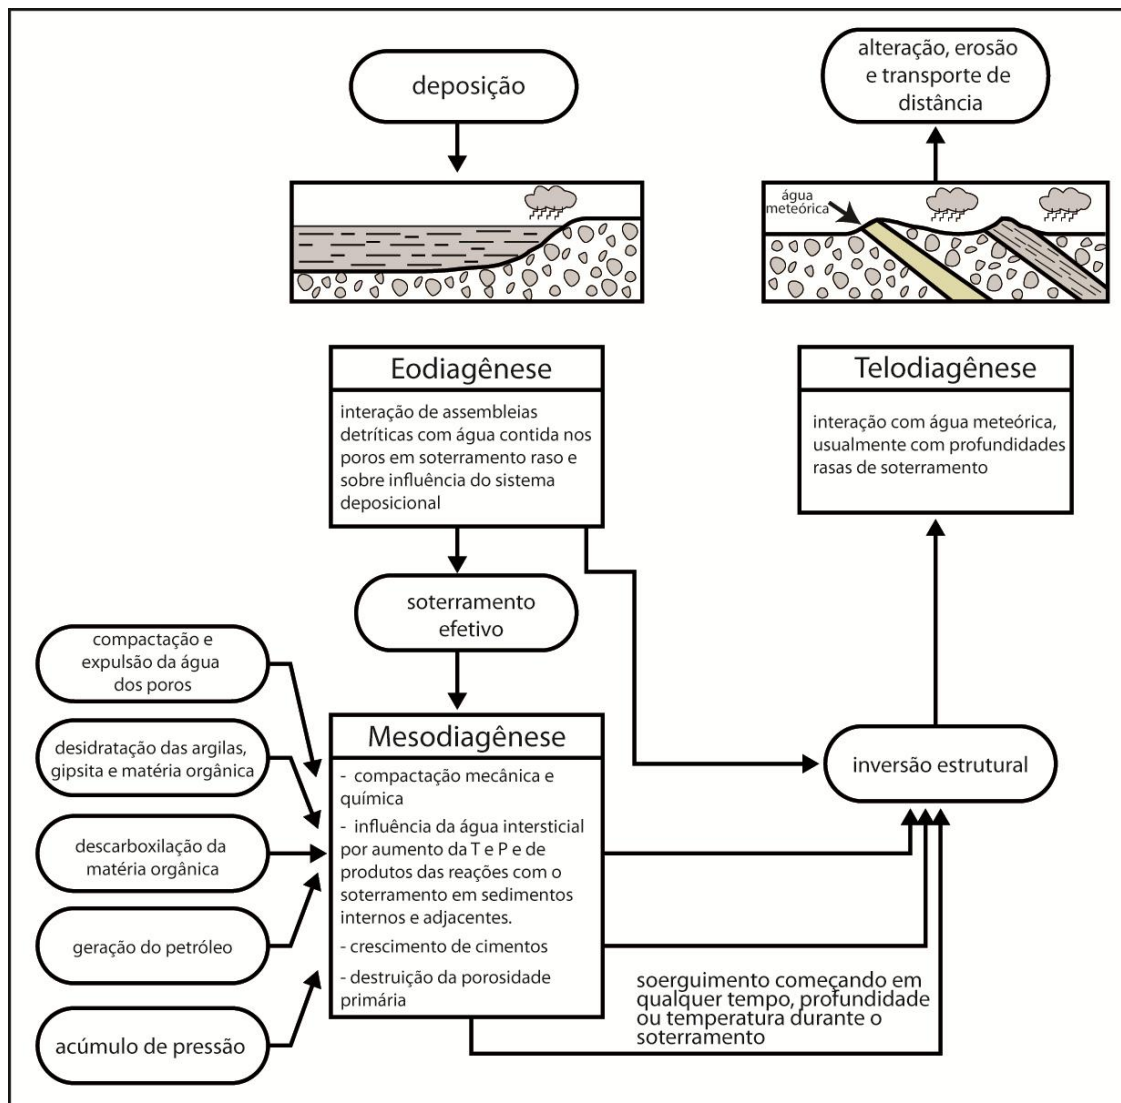 deposição
alteração, erosão
e transporte de
distância
água
meteórica
Eodiagênese
interação de assembleias
detríticas com água contida nos
poros em soterramento raso e
sobre influência do sistema
deposicional
Telodiagênese
interação com água meteórica,
usualmente com profundidades
rasas de soterramento
soterramento
efetivo
compactação e
expulsão da água
dos poros
desidratação das argilas,
gipsita e matéria orgânica
descarboxilação da
matéria orgânica
geração do petróleo
acúmulo de pressão
Mesodiagênese
- compactação mecânica e
química
- influência da água intersticial
por aumento da T e P e de
produtos das reações com o
soterramento em sedimentos
internos e adjacentes.
- crescimento de cimentos
- destruição da porosidade
primária
inversão estrutural
soerguimento começando em
qualquer tempo, profundidade
ou temperatura durante o
soterramento